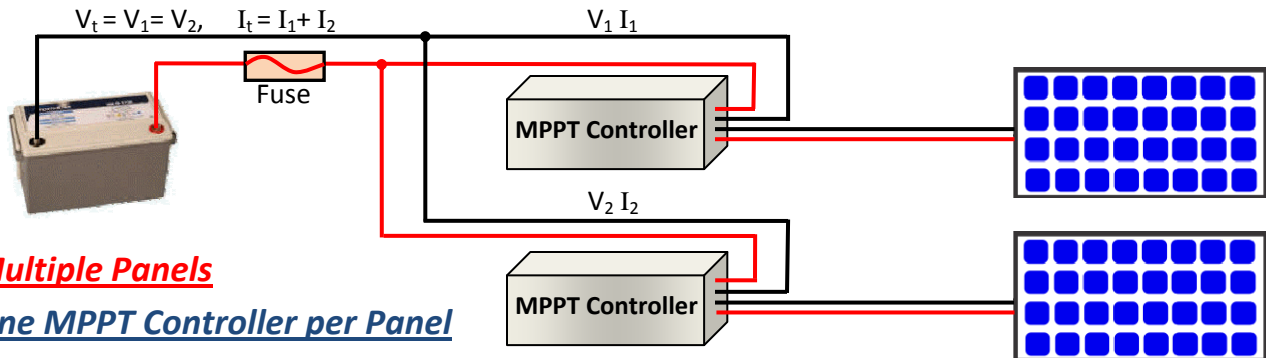 Vt = V1= V2, It = I1+ I2
V1 I1
Fuse
MPPT Controller
V2 I2
ultiple Panels
MPPT Controller
ne MPPT Controller per Panel